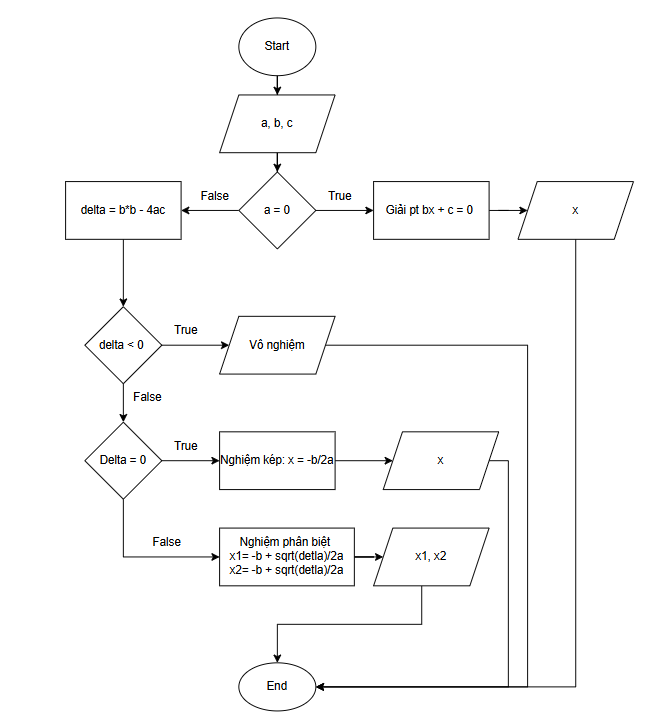 Start
a, b, c
False
True
delta = b*b - 4ac
a = 0
Giải pt bx + c = 0
x
True
delta < 0
Vô nghiệm
False
True
Delta = 0
Nghiệm kép: x = -b/2a
x
False
Nghiệm phân biệt
x1= -b + sqrt(detla)/2a
x2= -b + sqrt(detla)/2a
x1, x2
End